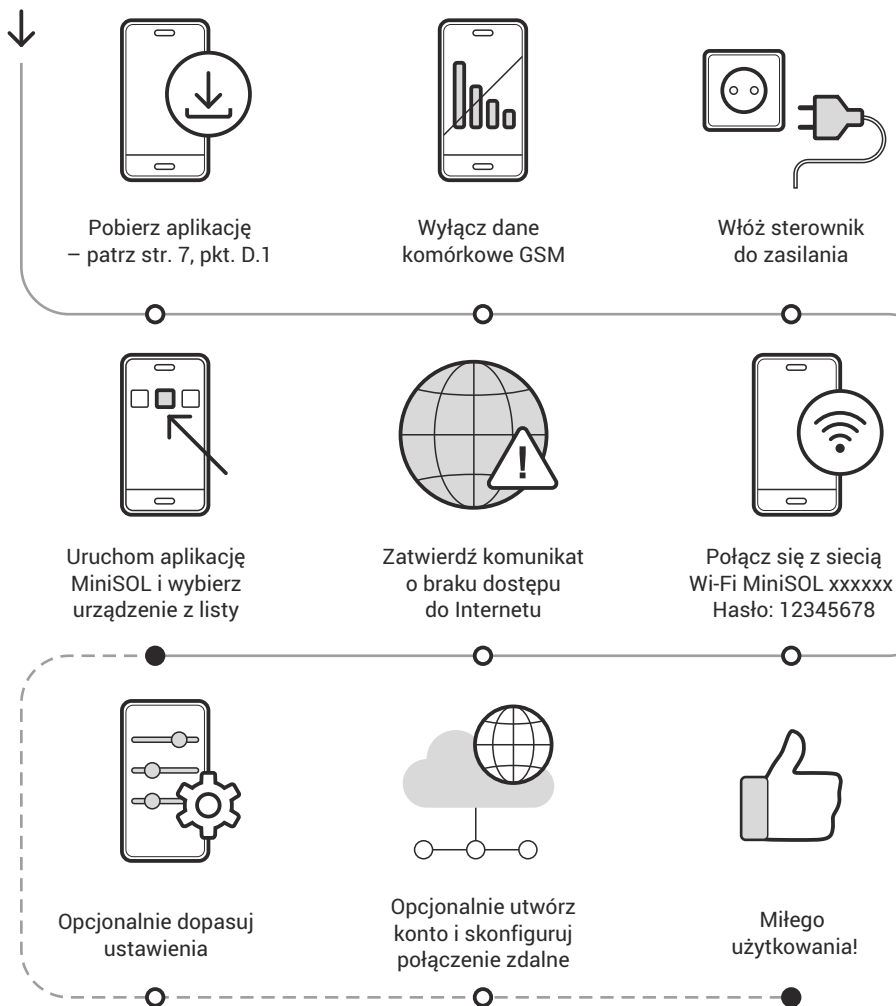 Pobierz aplikację
– patrz str. 7, pkt. D.1
Wyłącz dane
komórkowe GSM
Włóż sterownik
do zasilania
Uruchom aplikację
MiniSOL i wybierz
urządzenie z listy
Zatwierdź komunikat
o braku dostępu
do Internetu
Połącz się z siecią
Wi-Fi MiniSOL xxxxxx
Hasło: 12345678
Opcjonalnie dopasuj
ustawienia
Opcjonalnie utwórz
konto i skonfiguruj
połączenie zdalne
Miłego
użytkowania!